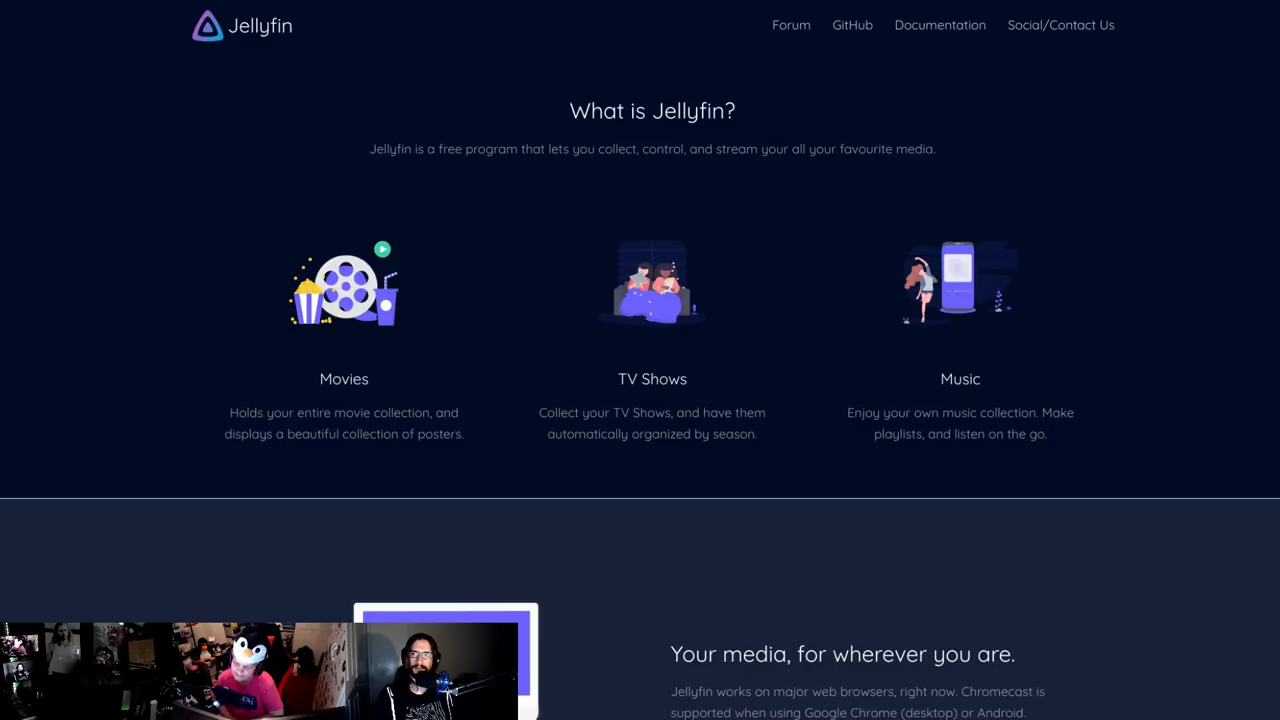 Jellyfin
Forum GitHub Documentation Social/Contact Us
What is Jellyfin?
Jellyfin is a free program that lets you collect, control, and stream your all your favourite media.
Movies
Holds your entire movie collection, and
displays a beautiful collection of posters.
TV Shows
Collect your TV Shows, and have them
automatically organized by season.
Music
Enjoy your own music collection. Make
playlists, and listen on the go.
Your media, for wherever you are.
Jellyfin works on major web browsers, right now. Chromecast is
supported when using Google Chrome (desktop) or Android.